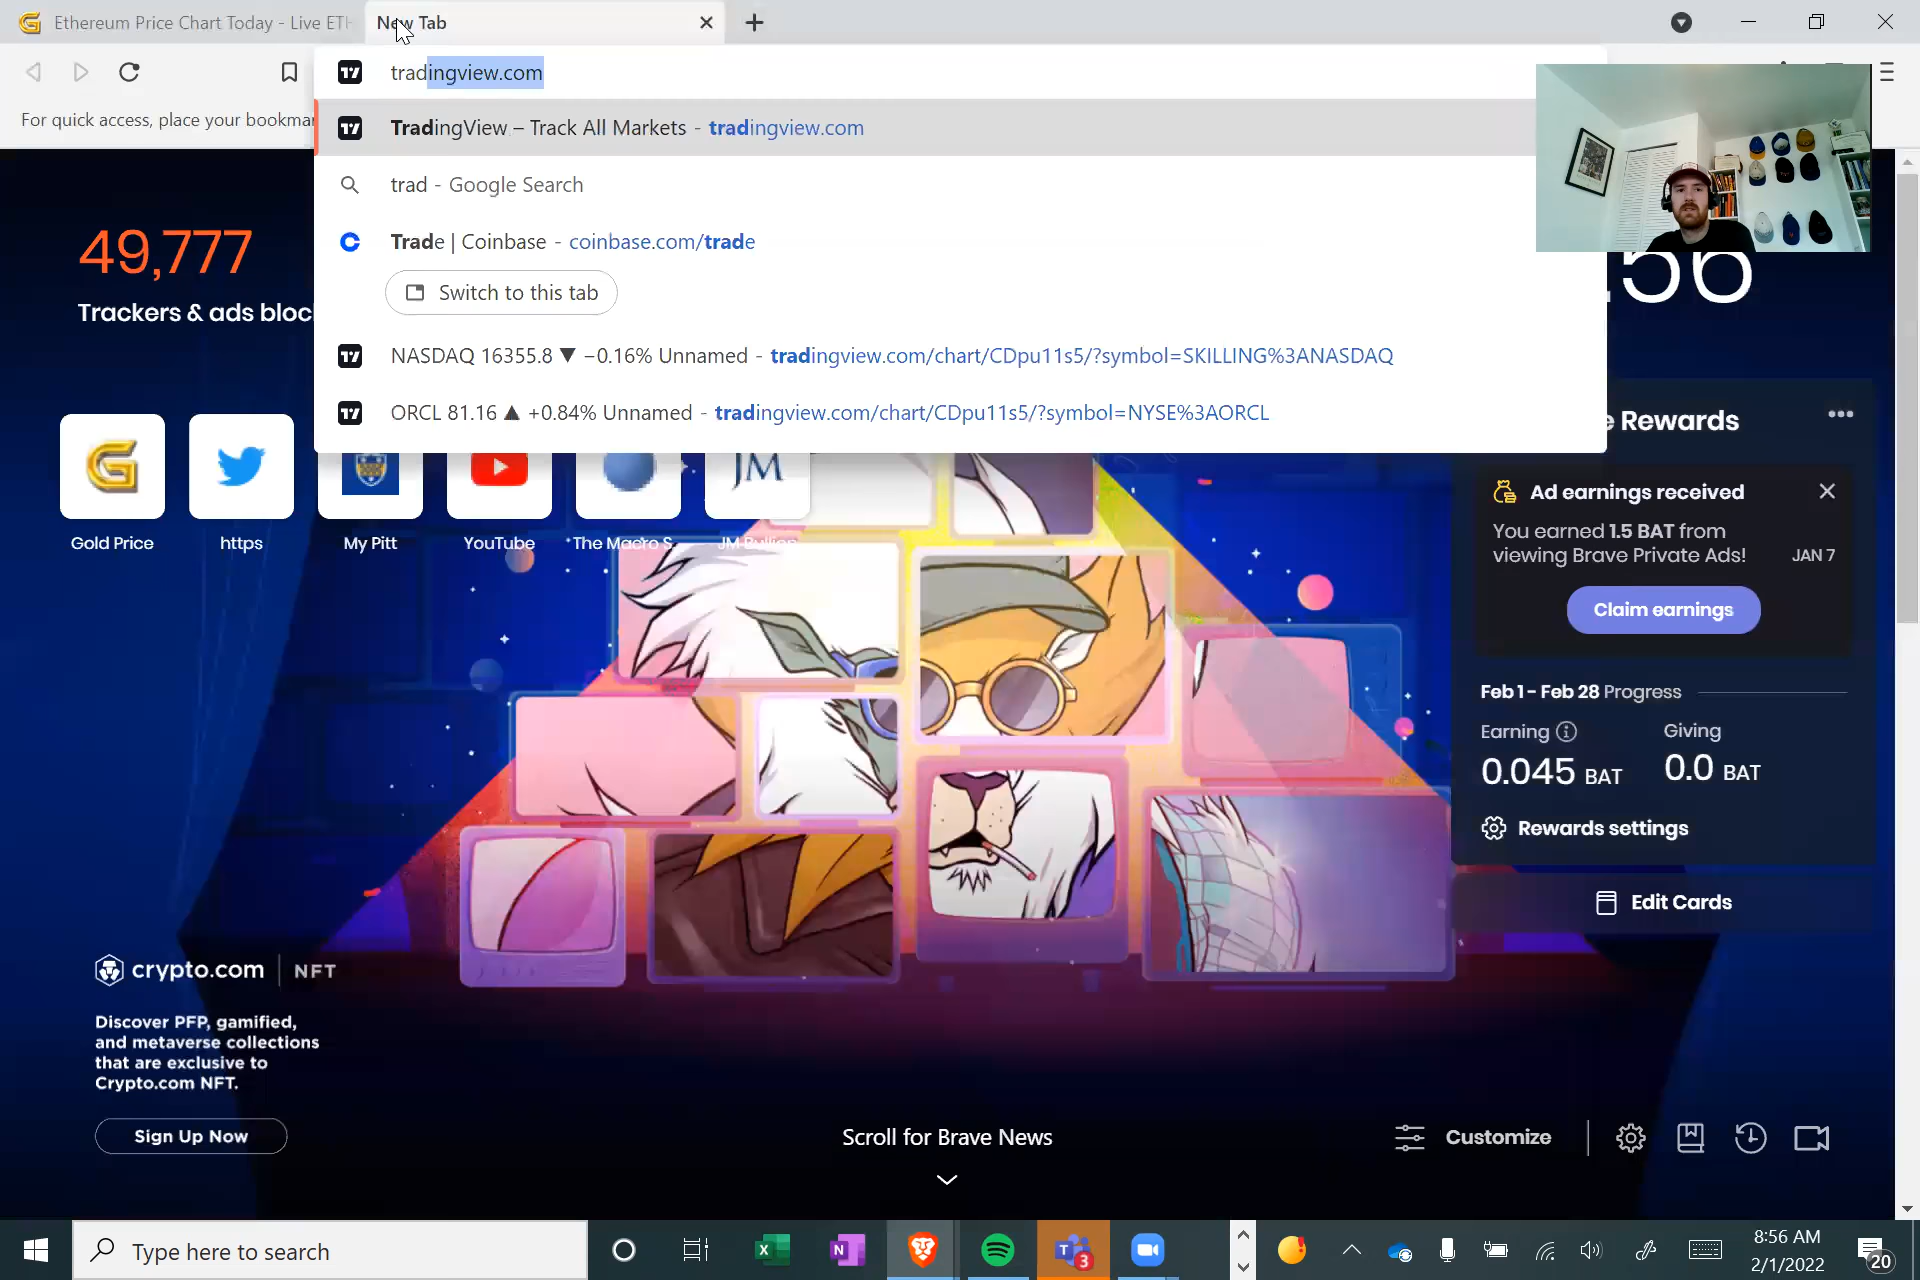 Ethereum Price Chart Today - Live ETH
New Tab
tradingview.com
For quick access, place your bookmar
TradingView – Track All Markets - tradingview.com
trad - Google Search
Trade | Coinbase - coinbase.com/trade
Switch to this tab
NASDAQ 16355.8 ▼ −0.16% Unnamed - tradingview.com/chart/CDpu11s5/?symbol=SKILLING%3ANASDAQ
ORCL 81.16 ▲ +0.84% Unnamed - tradingview.com/chart/CDpu11s5/?symbol=NYSE%3AORCL
49,777
Trackers & ads bloc
:56
Gold Price
https
My Pitt
YouTube
The Macro S...
JM
JM Bullion
e Rewards
Ad earnings received
You earned 1.5 BAT from
viewing Brave Private Ads!
JAN 7
Claim earnings
Feb 1 - Feb 28 Progress
Earning
Giving
0.045 BAT
0.0 BAT
Rewards settings
Edit Cards
crypto.com | NFT
Discover PFP, gamified,
and metaverse collections
that are exclusive to
Crypto.com NFT.
Sign Up Now
Scroll for Brave News
Customize
Type here to search
3
8:56 AM
2/1/2022
20